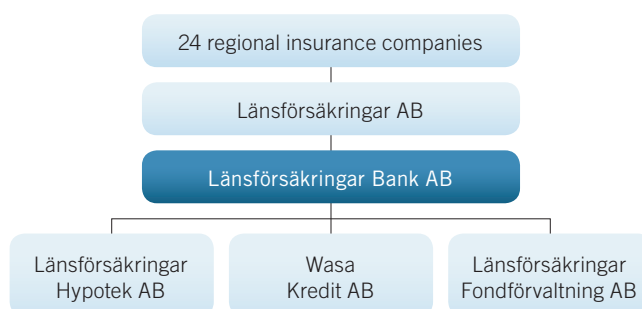 24 regional insurance companies
Länsförsäkringar AB
Länsförsäkringar Bank AB
Länsförsäkringar
Hypotek AB
Wasa
Kredit AB
Länsförsäkringar
Fondförvaltning AB